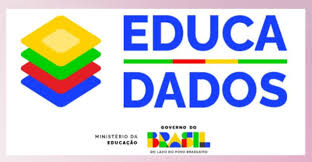 EDUCA
DADOS
MINISTÉRIO DA
EDUCAÇÃO
GOVERNO DO
BRASIL
DO LADO DO POVO BRASILEIRO